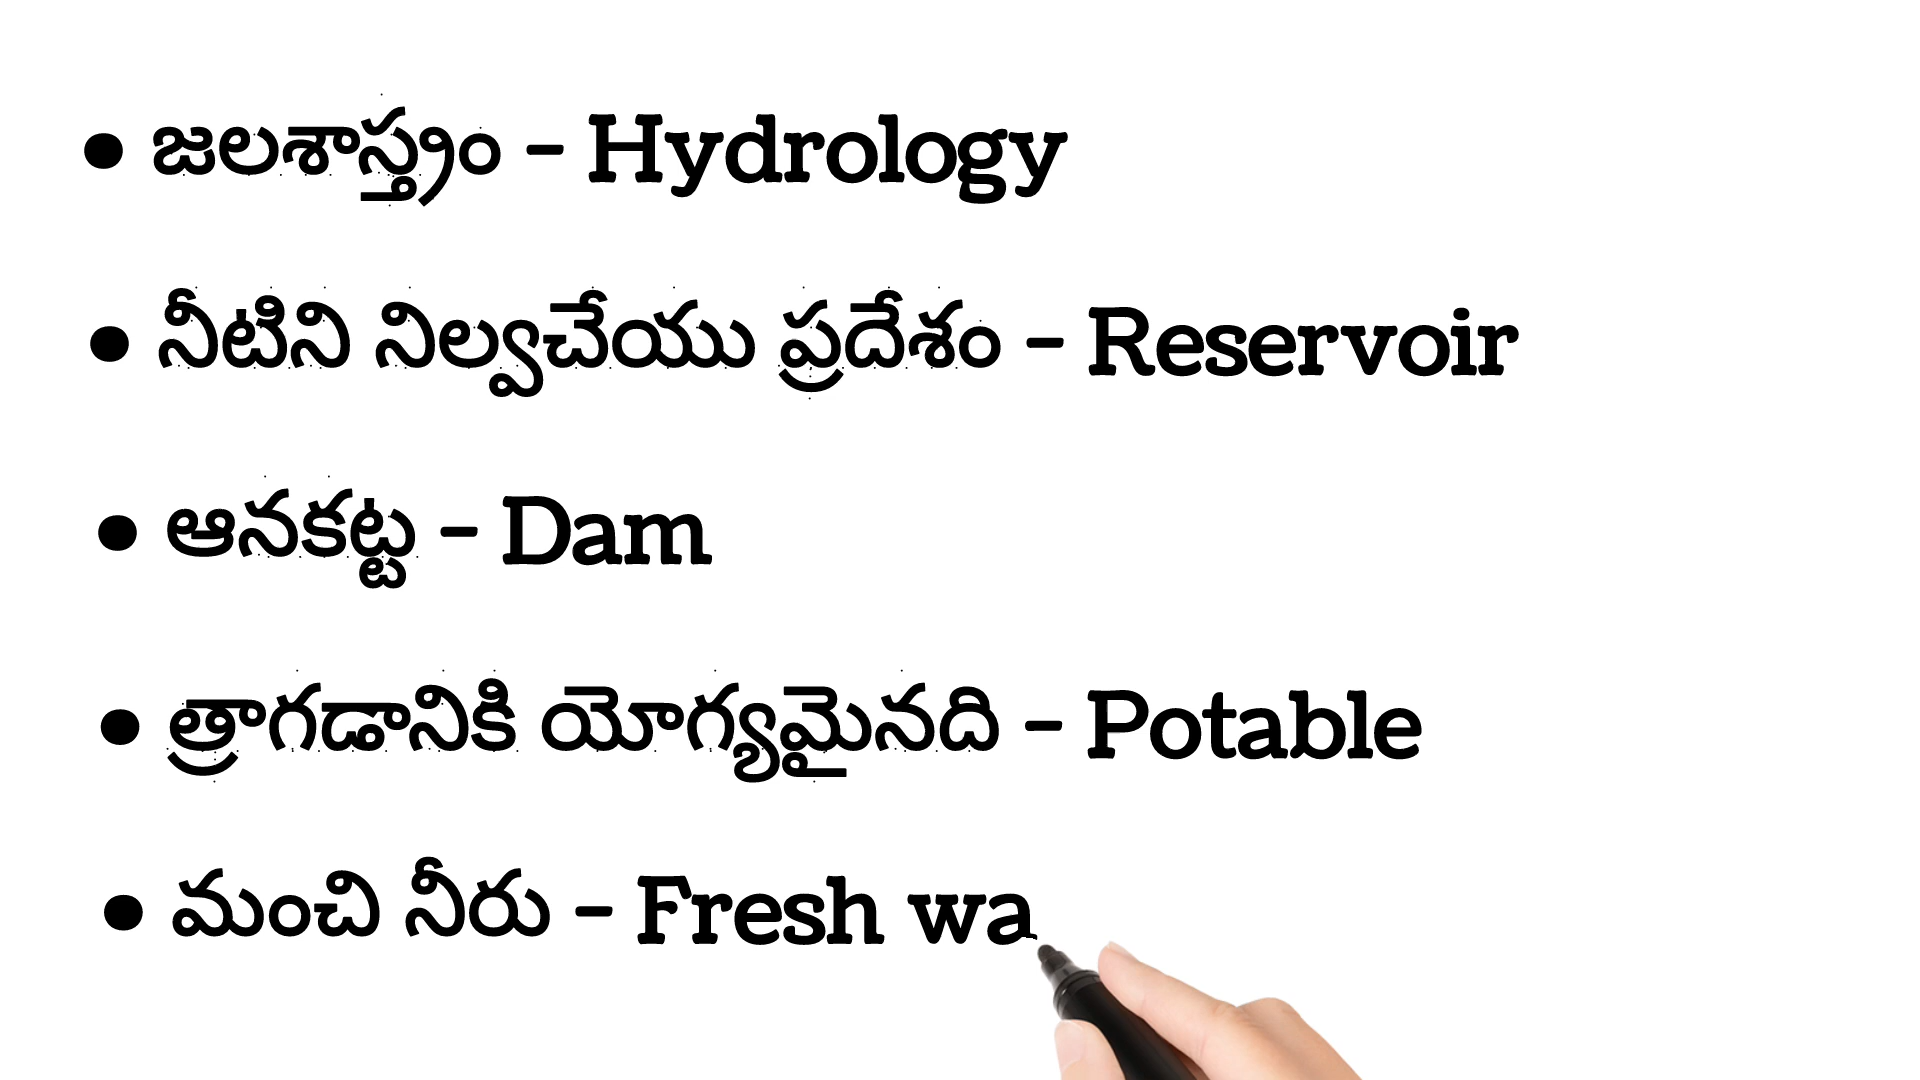 • జలశాస్త్రం - Hydrology
• నీటిని నిల్వచేయు ప్రదేశం - Reservoir
• ఆనకట్ట - Dam
• త్రాగడానికి యోగ్యమైనది - Potable
• మంచి నీరు - Fresh wa